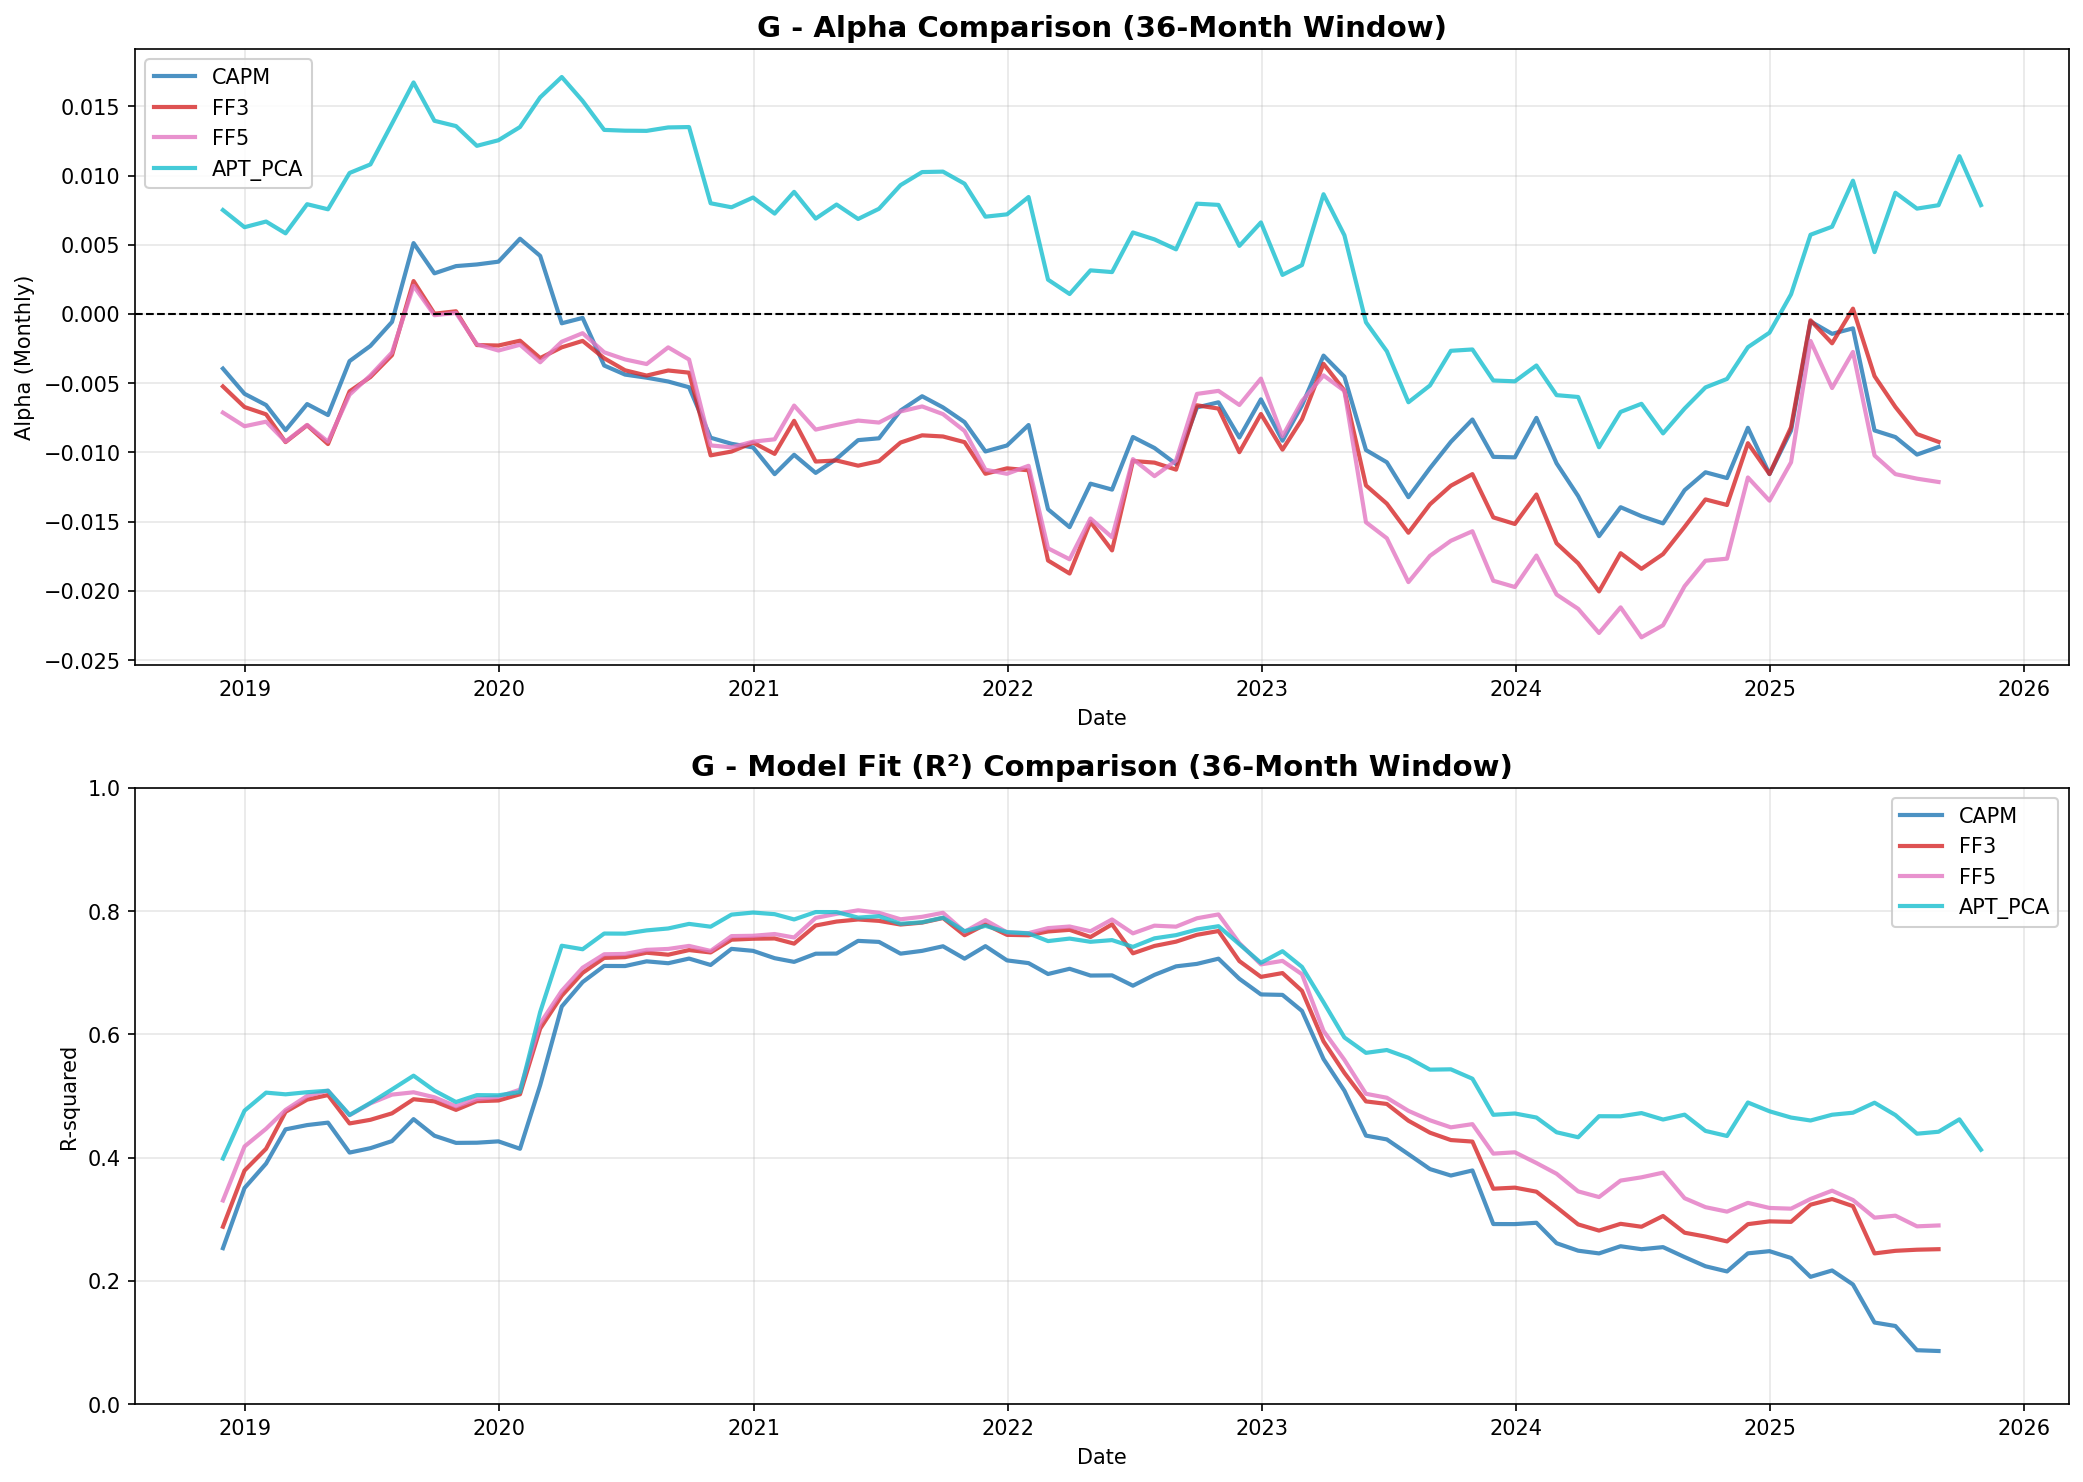 G - Alpha Comparison (36-Month Window)
CAPM
FF3
FF5
APT_PCA
0.015
0.010
0.005
0.000
−0.005
−0.010
−0.015
−0.020
−0.025
Alpha (Monthly)
2019 2020 2021 2022 2023 2024 2025 2026
Date
G - Model Fit (R²) Comparison (36-Month Window)
CAPM
FF3
FF5
APT_PCA
1.0
0.8
0.6
0.4
0.2
0.0
R-squared
2019 2020 2021 2022 2023 2024 2025 2026
Date